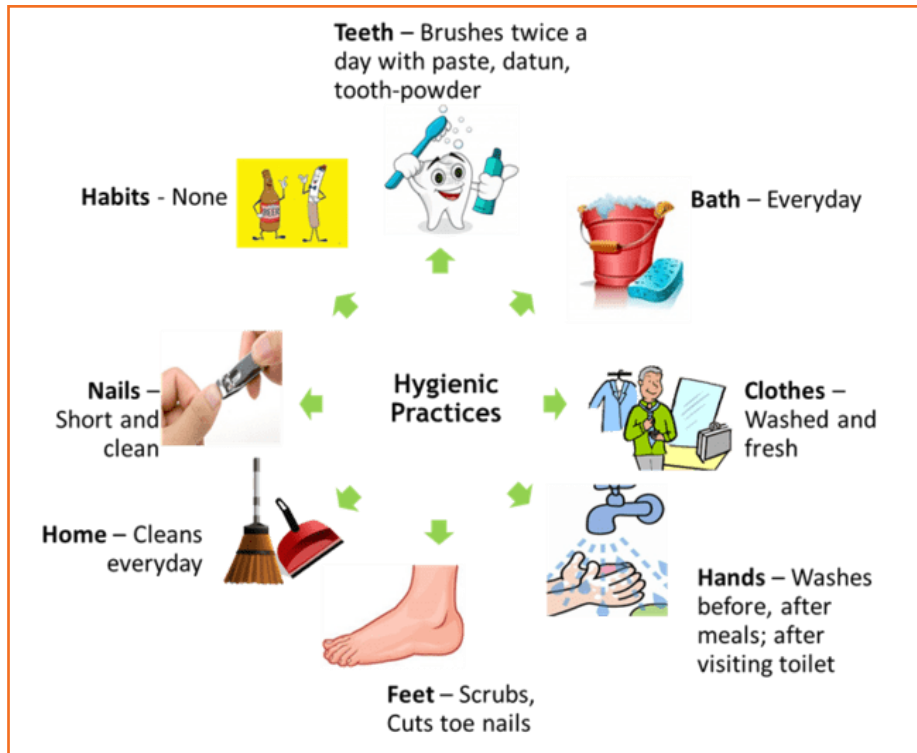 Teeth – Brushes twice a
day with paste, datun,
tooth-powder
Habits - None
BEER
Bath – Everyday
Nails –
Short and
clean
Hygienic
Practices
Clothes –
Washed and
fresh
Home – Cleans
everyday
Hands – Washes
before, after
meals; after
visiting toilet
Feet – Scrubs,
Cuts toe nails